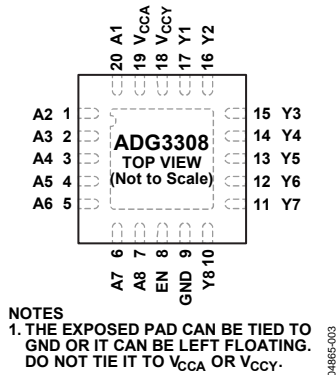 20 A1
19 VCCA
18 VCCY
17 Y1
16 Y2
A2 1
A3 2
A4 3
A5 4
A6 5
ADG3308
TOP VIEW
(Not to Scale)
15 Y3
14 Y4
13 Y5
12 Y6
11 Y7
A7 6
A8 7
EN 8
GND 9
Y8 10
NOTES
1. THE EXPOSED PAD CAN BE TIED TO
GND OR IT CAN BE LEFT FLOATING.
DO NOT TIE IT TO VCCA OR VCCY.
04865-003